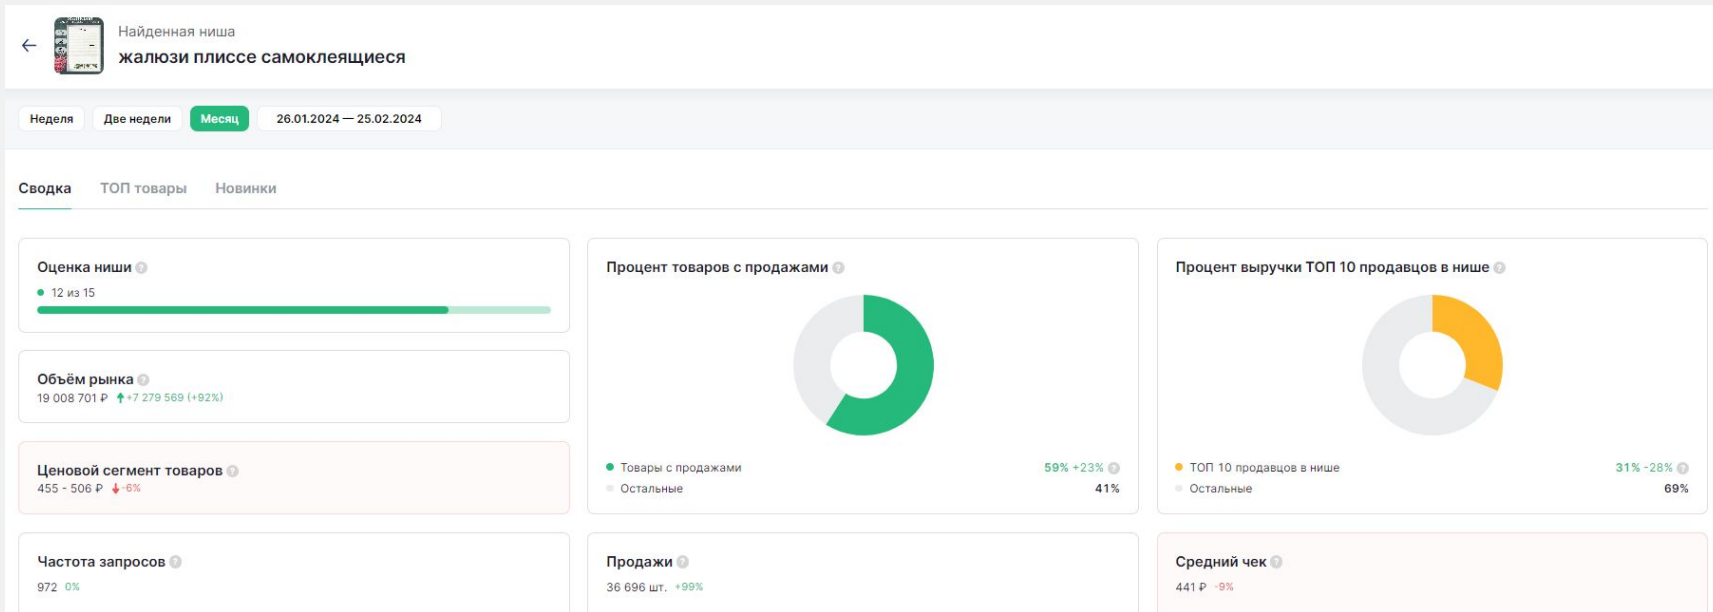 Найденная ниша
жалюзи плиссе самоклеящиеся
Неделя
Две недели
Месяц
26.01.2024 — 25.02.2024
Сводка
ТОП товары
Новинки
Оценка ниши
12 из 15
Объём рынка
19 008 701 ₽ +7 279 569 (+92%)
Ценовой сегмент товаров
455 - 506 ₽ -6%
Процент товаров с продажами
Товары с продажами 59% +23%
Остальные 41%
Процент выручки ТОП 10 продавцов в нише
ТОП 10 продавцов в нише 31% -28%
Остальные 69%
Частота запросов
972 0%
Продажи
36 696 шт. +99%
Средний чек
441 ₽ -9%